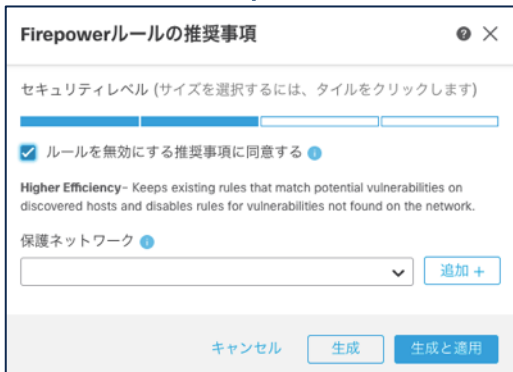 Firepowerルールの推奨事項
セキュリティレベル (サイズを選択するには、タイルをクリックします)
ルールを無効にする推奨事項に同意する
Higher Efficiency– Keeps existing rules that match potential vulnerabilities on
discovered hosts and disables rules for vulnerabilities not found on the network.
保護ネットワーク
追加 +
キャンセル 生成 生成と適用